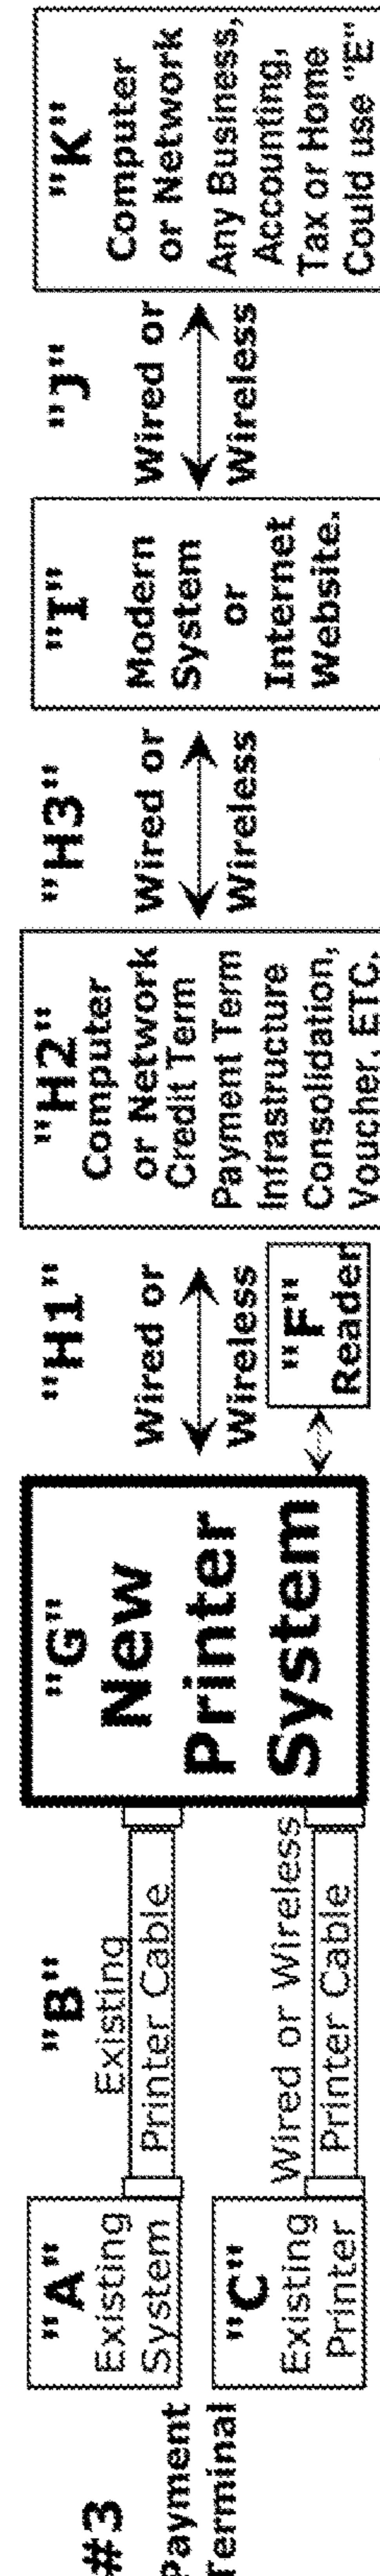 #3
Payment
Terminal
"A"
Existing
System
"C"
Existing
Printer
"B"
Existing
Printer Cable
Wired or Wireless
Printer Cable
"G"
New
Printer
System
"H1"
Wired or
Wireless
"F"
Reader
"H2"
Computer
or Network
Credit Term
Payment Term
Infrastructure
Consolidation,
Voucher, ETC.
"H3"
Wired or
Wireless
"I"
Modern
System
or
Internet
Website.
"J"
Wired or
Wireless
"K"
Computer
or Network
Any Business,
Accounting,
Tax or Home
Could use "E"